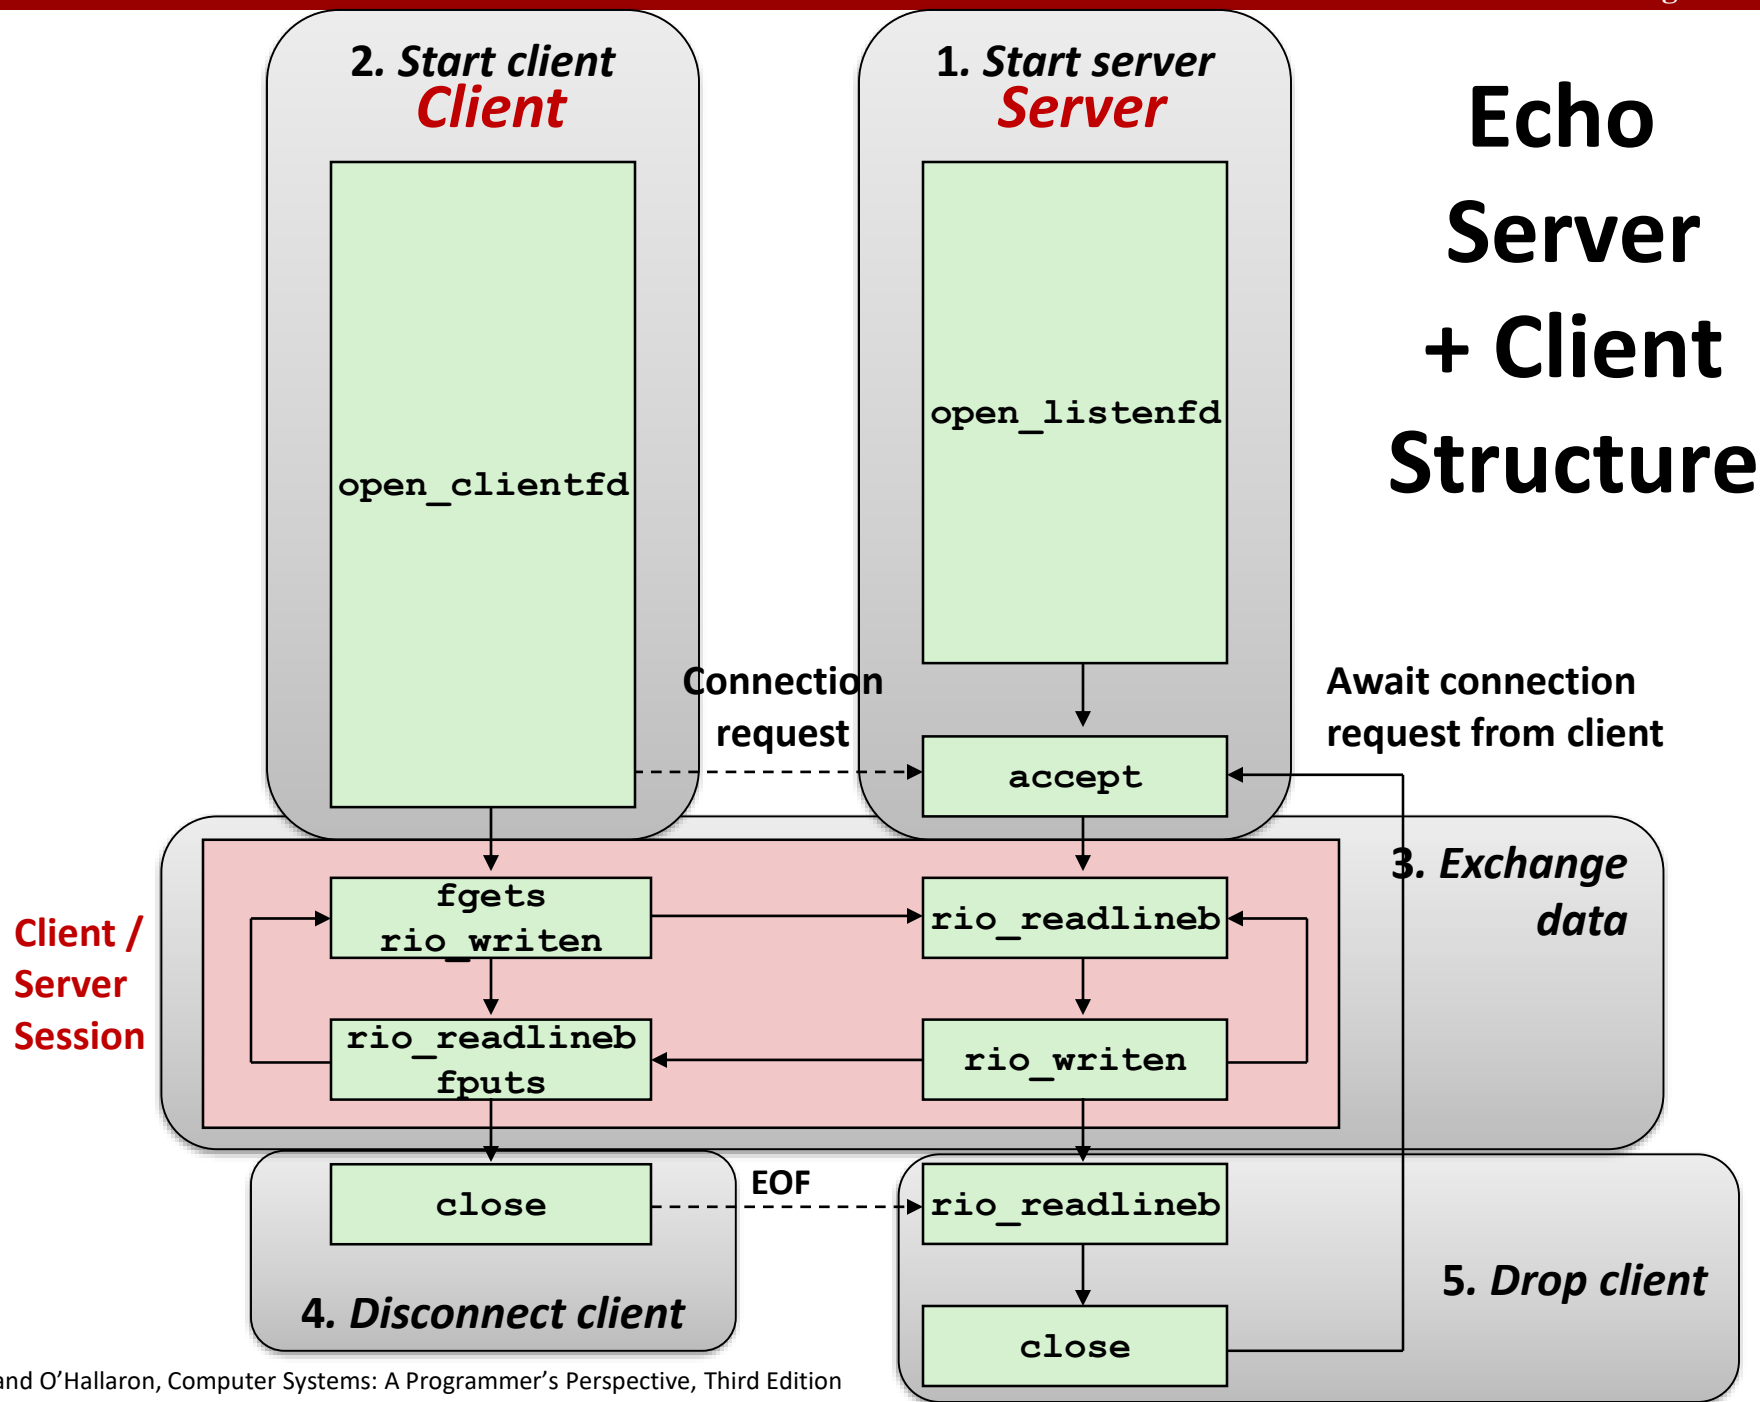 2. Start client
Client
1. Start server
Server
Echo
Server
+ Client
Structure
open_listenfd
open_clientfd
Connection
request
Await connection
request from client
accept
3. Exchange
data
Client /
Server
Session
fgets
rio_writen
rio_readlineb
rio_readlineb
fputs
rio_writen
close
EOF
rio_readlineb
4. Disconnect client
5. Drop client
close
and O’Hallaron, Computer Systems: A Programmer’s Perspective, Third Edition